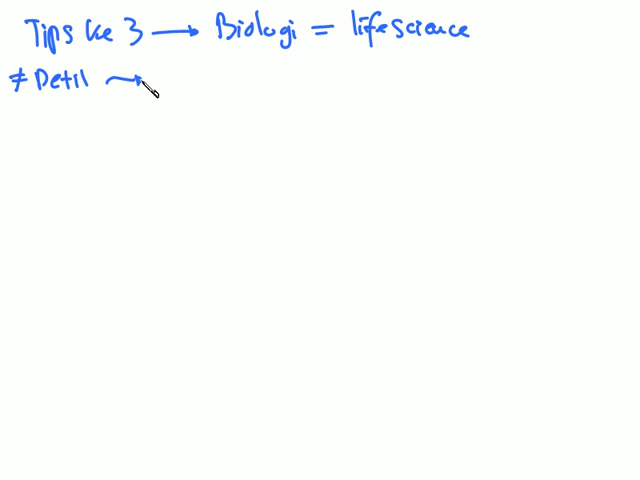 Tips ke 3 → Biologi = lifescience
≠ Detil →